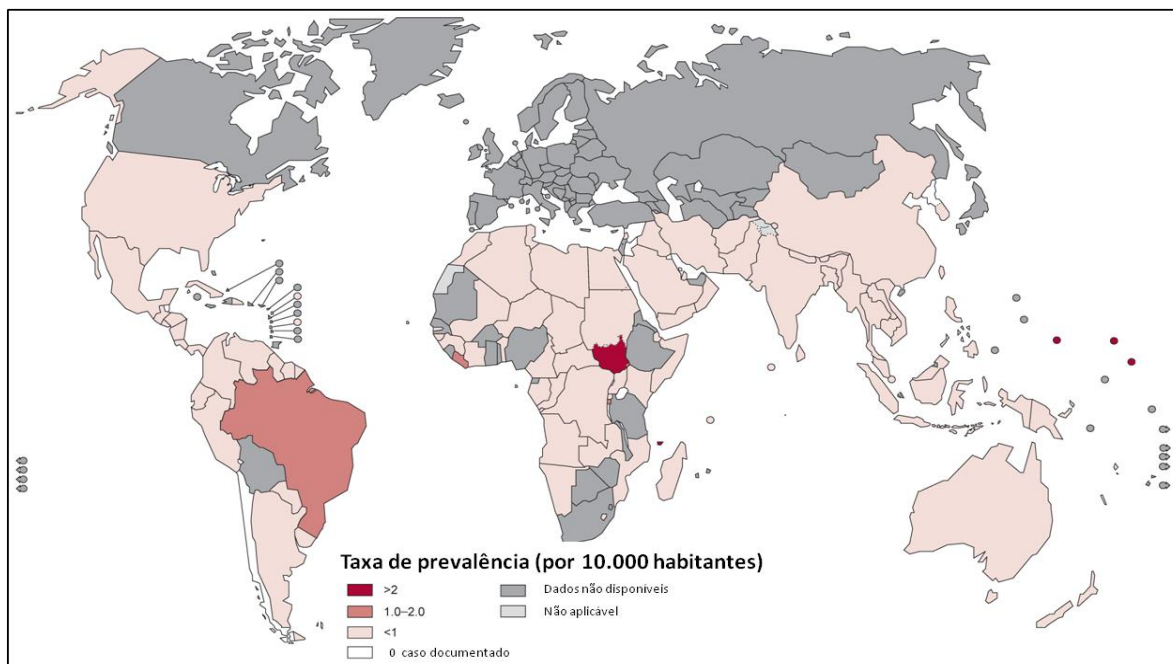 Taxa de prevalência (por 10.000 habitantes)
>2
Dados não disponíveis
1.0–2.0
Não aplicável
<1
0 caso documentado